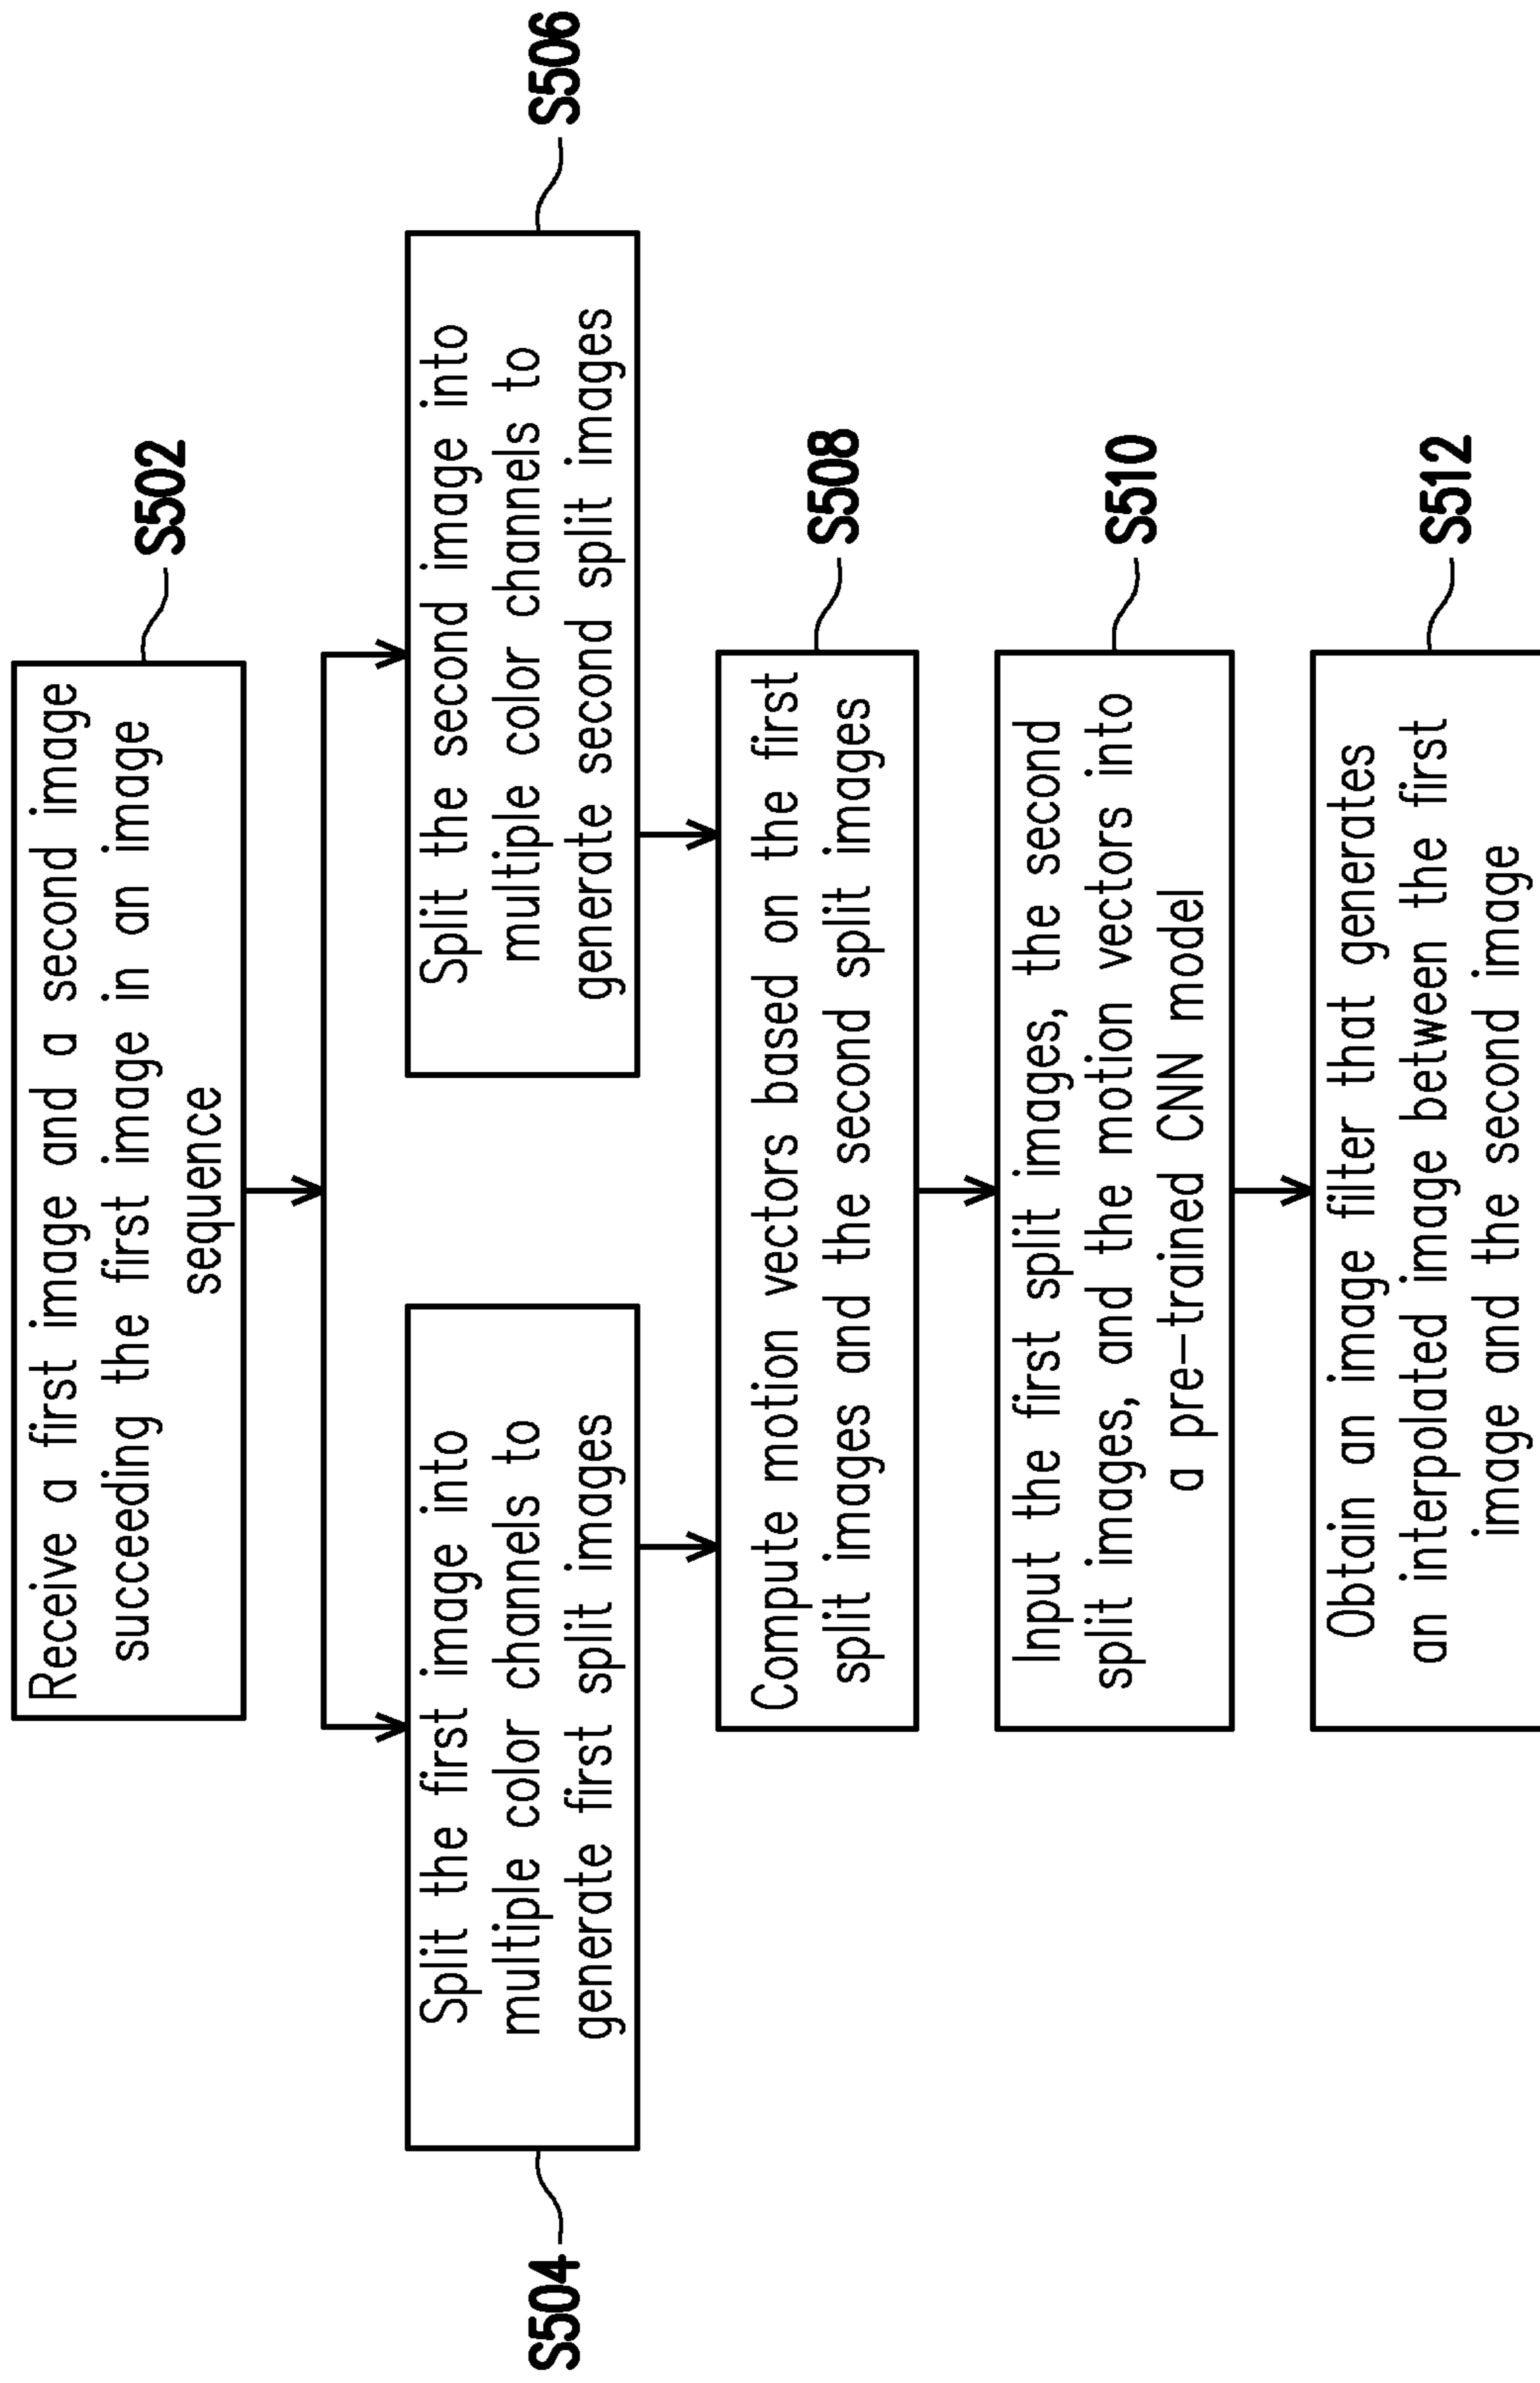 Receive a first image and a second image
succeeding the first image in an image
sequence
S502
Split the first image into
multiple color channels to
generate first split images
S504
Split the second image into
multiple color channels to
generate second split images
S506
Compute motion vectors based on the first
split images and the second split images
S508
Input the first split images, the second
split images, and the motion vectors into
a pre-trained CNN model
S510
Obtain an image filter that generates
an interpolated image between the first
image and the second image
S512